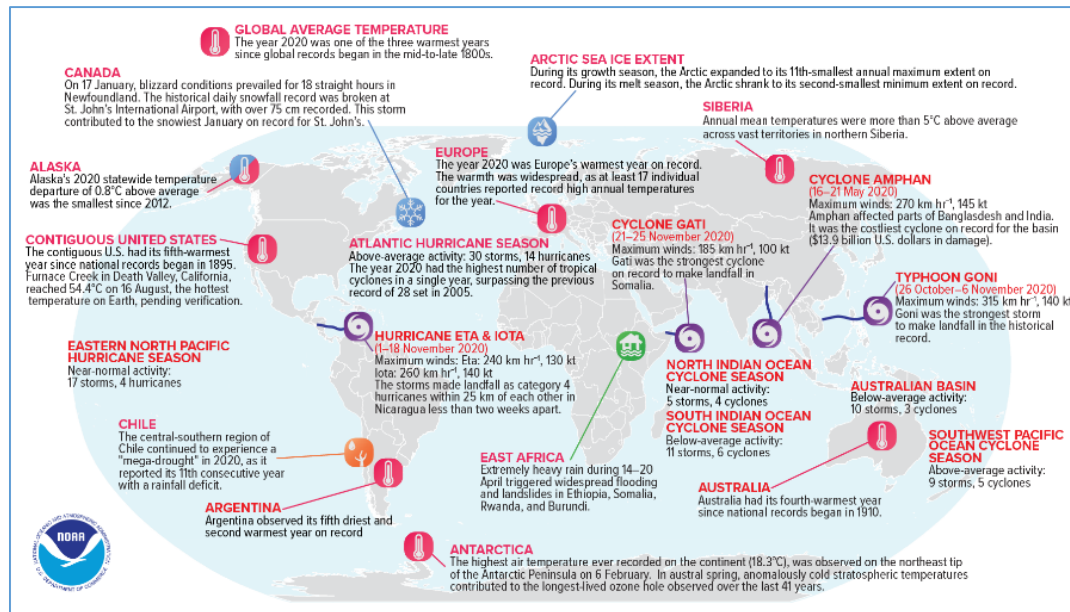 GLOBAL AVERAGE TEMPERATURE
The year 2020 was one of the three warmest years
since global records began in the mid-to-late 1800s.
CANADA
On 17 January, blizzard conditions prevailed for 18 straight hours in
Newfoundland. The historical daily snowfall record was broken at
St. John's International Airport, with over 75 cm recorded. This storm
contributed to the snowiest January on record for St. John's.
ARCTIC SEA ICE EXTENT
During its growth season, the Arctic expanded to its 11th-smallest annual maximum extent on
record. During its melt season, the Arctic shrank to its second-smallest minimum extent on record.
SIBERIA
Annual mean temperatures were more than 5°C above average
across vast territories in northern Siberia.
ALASKA
Alaska's 2020 statewide temperature
departure of 0.8°C above average
was the smallest since 2012.
EUROPE
The year 2020 was Europe's warmest year on record.
The warmth was widespread, as at least 17 individual
countries reported record high annual temperatures
for the year.
CYCLONE AMPHAN
(16–21 May 2020)
Maximum winds: 270 km hr⁻¹, 145 kt
Amphan affected parts of Bangladesh and India.
It was the costliest cyclone on record for the basin
($13.9 billion U.S. dollars in damage).
CONTIGUOUS UNITED STATES
The contiguous U.S. had its fifth-warmest
year since national records began in 1895.
Furnace Creek in Death Valley, California,
reached 54.4°C on 16 August, the hottest
temperature on Earth, pending verification.
ATLANTIC HURRICANE SEASON
Above-average activity: 30 storms, 14 hurricanes
The year 2020 had the highest number of tropical
cyclones in a single year, surpassing the previous
record of 28 set in 2005.
CYCLONE GATI
(21–25 November 2020)
Maximum winds: 185 km hr⁻¹, 100 kt
Gati was the strongest cyclone
on record to make landfall in
Somalia.
TYPHOON GONI
(26 October–6 November 2020)
Maximum winds: 315 km hr⁻¹, 140 kt
Goni was the strongest storm
to make landfall in the historical
record.
EASTERN NORTH PACIFIC
HURRICANE SEASON
Near-normal activity:
17 storms, 4 hurricanes
HURRICANE ETA & IOTA
(1–18 November 2020)
Maximum winds: Eta: 240 km hr⁻¹, 130 kt
Iota: 260 km hr⁻¹, 140 kt
The storms made landfall as category 4
hurricanes within 25 km of each other in
Nicaragua less than two weeks apart.
NORTH INDIAN OCEAN
CYCLONE SEASON
Near-normal activity:
5 storms, 4 cyclones
SOUTH INDIAN OCEAN
CYCLONE SEASON
Below-average activity:
11 storms, 6 cyclones
AUSTRALIAN BASIN
Below-average activity:
10 storms, 3 cyclones
SOUTHWEST PACIFIC
OCEAN CYCLONE
SEASON
Above-average activity:
9 storms, 5 cyclones
CHILE
The central-southern region of
Chile continued to experience a
"mega-drought" in 2020, as it
reported its 11th consecutive year
with a rainfall deficit.
EAST AFRICA
Extremely heavy rain during 14–20
April triggered widespread flooding
and landslides in Ethiopia, Somalia,
Rwanda, and Burundi.
AUSTRALIA
Australia had its fourth-warmest year
since national records began in 1910.
ARGENTINA
Argentina observed its fifth driest and
second warmest year on record
ANTARCTICA
The highest air temperature ever recorded on the continent (18.3°C), was observed on the northeast tip
of the Antarctic Peninsula on 6 February. In austral spring, anomalously cold stratospheric temperatures
contributed to the longest-lived ozone hole observed over the last 41 years.
NATIONAL OCEANIC AND ATMOSPHERIC ADMINISTRATION
NOAA
U.S. DEPARTMENT OF COMMERCE